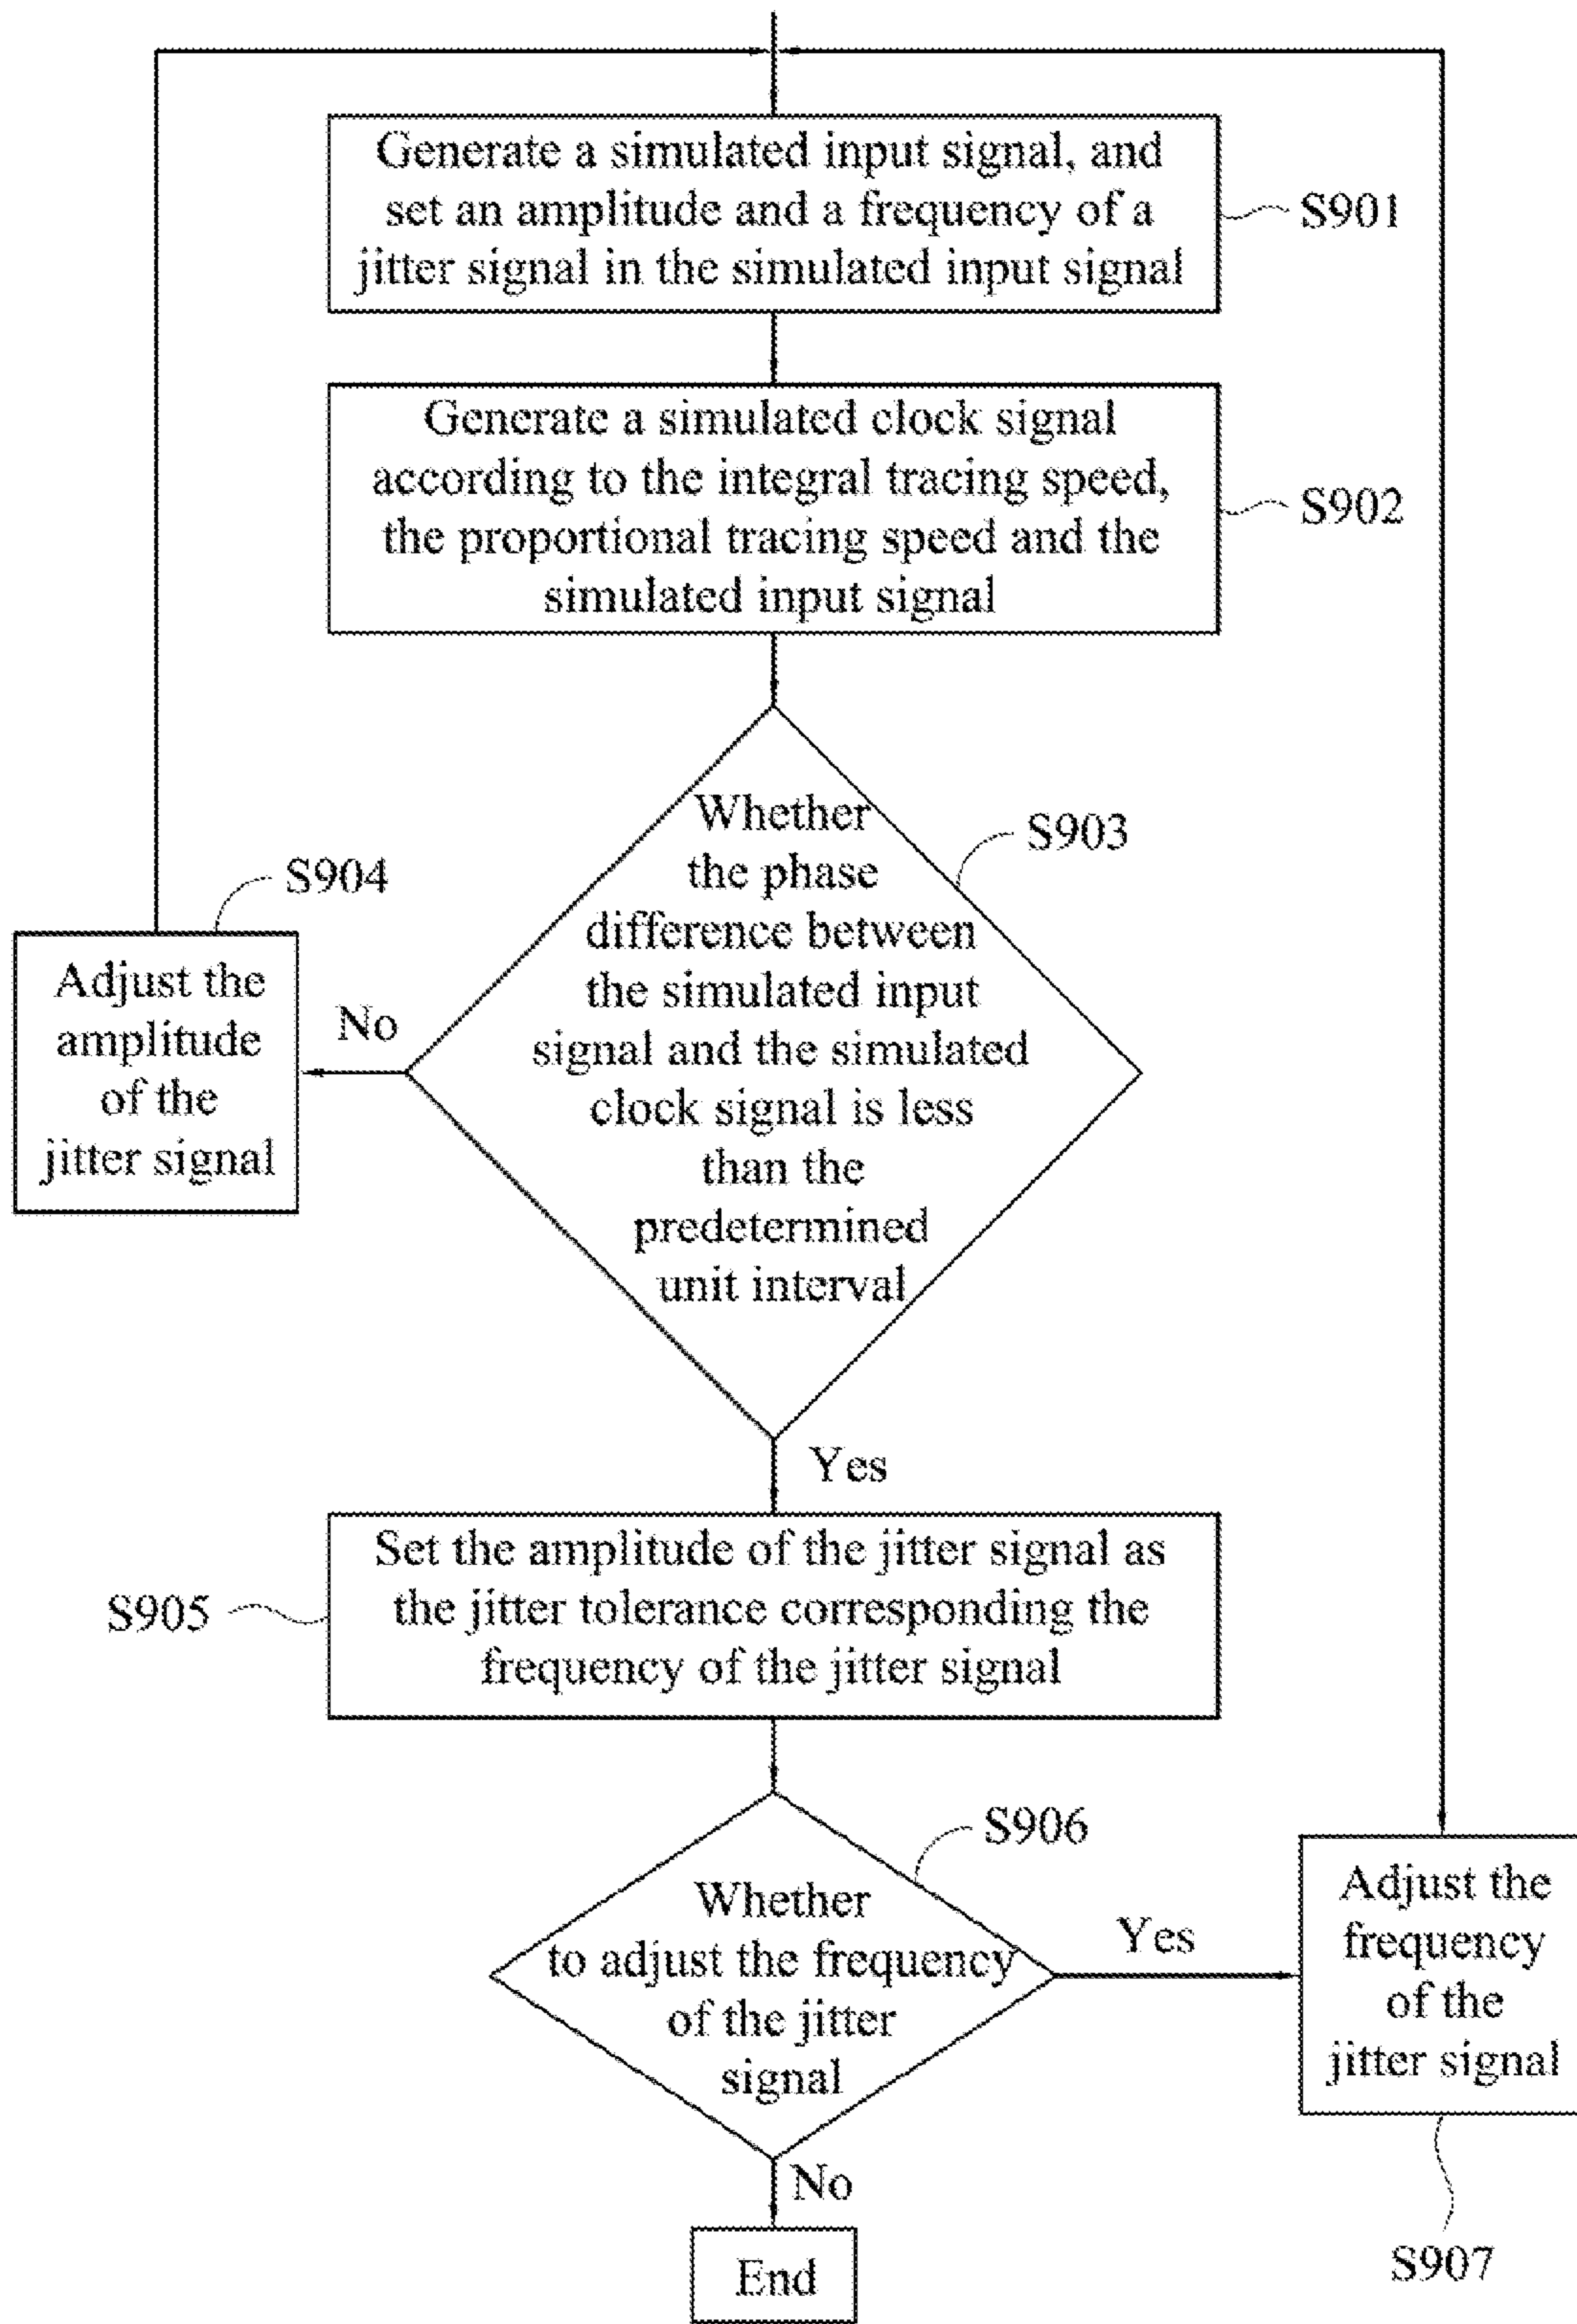 Generate a simulated input signal, and
set an amplitude and a frequency of a
jitter signal in the simulated input signal
S901
Generate a simulated clock signal
according to the integral tracing speed,
the proportional tracing speed and the
simulated input signal
S902
Whether
the phase
difference between
the simulated input
signal and the simulated
clock signal is less
than the
predetermined
unit interval
S903
No
S904
Adjust the
amplitude
of the
jitter signal
Yes
Set the amplitude of the jitter signal as
the jitter tolerance corresponding the
frequency of the jitter signal
S905
Whether
to adjust the frequency
of the jitter
signal
S906
Yes
Adjust the
frequency
of the
jitter signal
S907
No
End